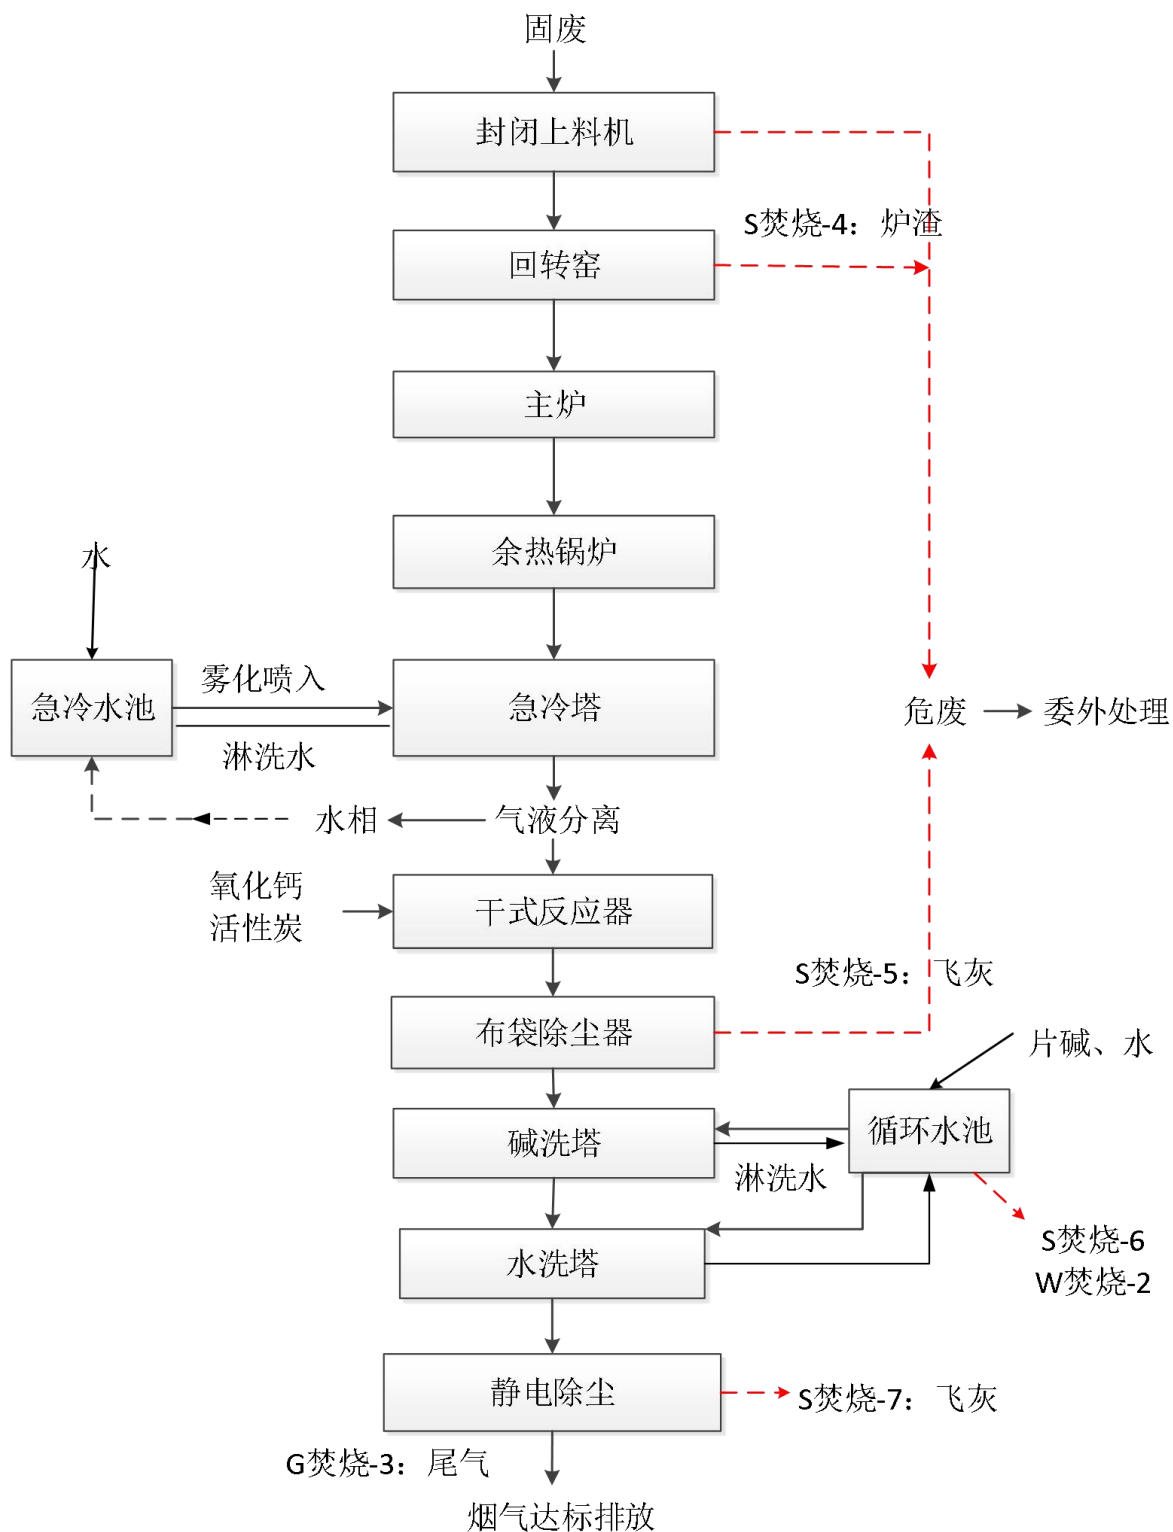 固废
封闭上料机
S焚烧-4：炉渣
回转窑
主炉
余热锅炉
水
雾化喷入
急冷水池
急冷塔
危废
委外处理
淋洗水
水相
气液分离
氧化钙
活性炭
干式反应器
S焚烧-5：飞灰
布袋除尘器
片碱、水
碱洗塔
循环水池
淋洗水
水洗塔
S焚烧-6
W焚烧-2
静电除尘
S焚烧-7：飞灰
G焚烧-3：尾气
烟气达标排放